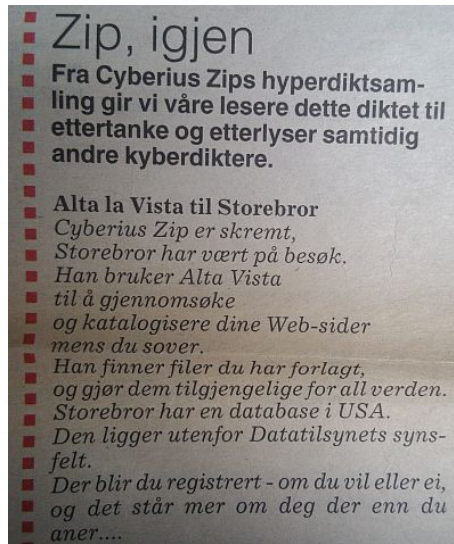 Zip, igjen
Fra Cyberius Zips hyperdiktsam-
ling gir vi våre lesere dette diktet til
ettertanke og etterlyser samtidig
andre kyberdiktere.
Alta la Vista til Storebror
Cyberius Zip er skremt,
Storebror har vært på besøk.
Han bruker Alta Vista
til å gjennomsøke
og katalogisere dine Web-sider
mens du sover.
Han finner filer du har forlagt,
og gjør dem tilgjengelige for all verden.
Storebror har en database i USA.
Den ligger utenfor Datatilsynets syns-
felt.
Der blir du registrert - om du vil eller ei,
og det står mer om deg der enn du
aner....